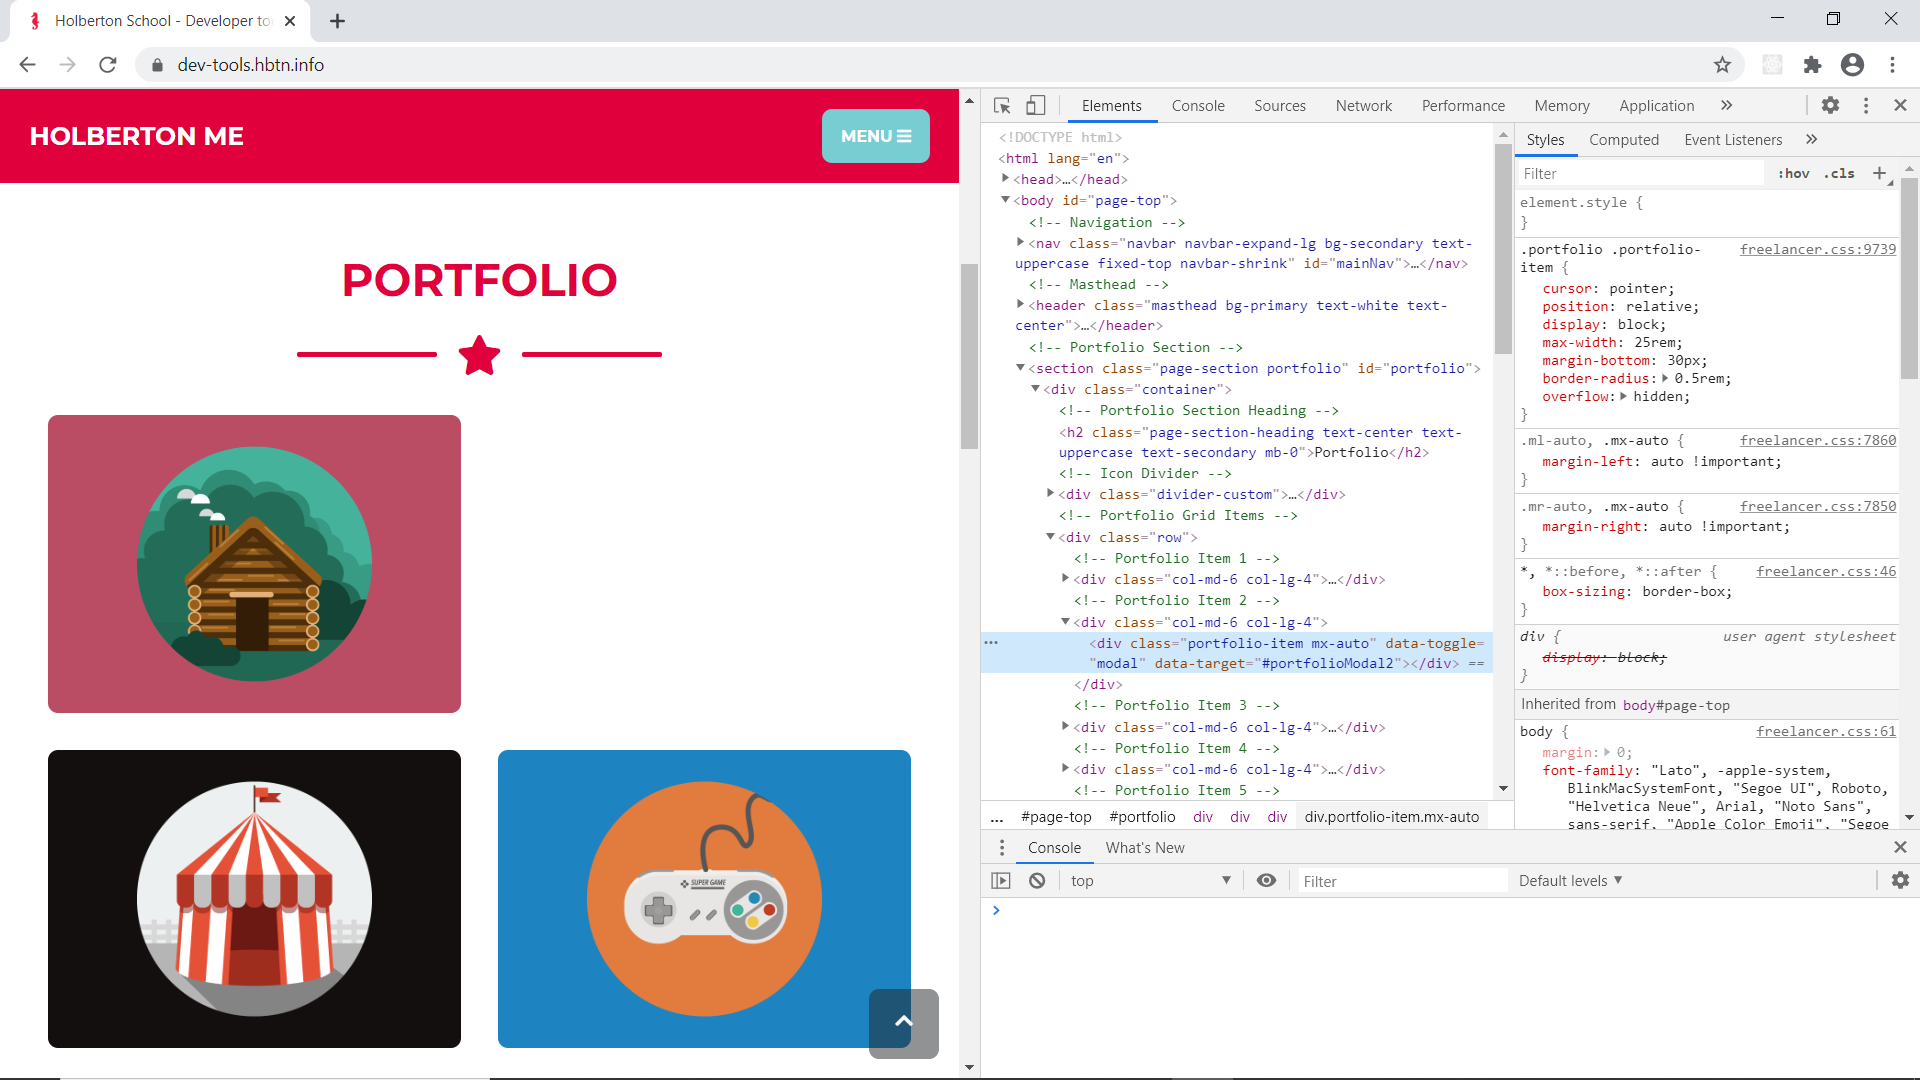 Holberton School - Developer to
dev-tools.hbtn.info
HOLBERTON ME
MENU
PORTFOLIO
SUPER GAME
Elements
Console
Sources
Network
Performance
Memory
Application
<!DOCTYPE html>
<html lang="en">
<head>…</head>
<body id="page-top">
<!-- Navigation -->
<nav class="navbar navbar-expand-lg bg-secondary text-
uppercase fixed-top navbar-shrink" id="mainNav">…</nav>
<!-- Masthead -->
<header class="masthead bg-primary text-white text-
center">…</header>
<!-- Portfolio Section -->
<section class="page-section portfolio" id="portfolio">
<div class="container">
<!-- Portfolio Section Heading -->
<h2 class="page-section-heading text-center text-
uppercase text-secondary mb-0">Portfolio</h2>
<!-- Icon Divider -->
<div class="divider-custom">…</div>
<!-- Portfolio Grid Items -->
<div class="row">
<!-- Portfolio Item 1 -->
<div class="col-md-6 col-lg-4">…</div>
<!-- Portfolio Item 2 -->
<div class="col-md-6 col-lg-4">
<div class="portfolio-item mx-auto" data-toggle=
"modal" data-target="#portfolioModal2"></div> ==
</div>
<!-- Portfolio Item 3 -->
<div class="col-md-6 col-lg-4">…</div>
<!-- Portfolio Item 4 -->
<div class="col-md-6 col-lg-4">…</div>
<!-- Portfolio Item 5 -->
... #page-top #portfolio div div div div.portfolio-item.mx-auto
Styles
Computed
Event Listeners
Filter
:hov .cls +
element.style {
}
.portfolio .portfolio- freelancer.css:9739
item {
cursor: pointer;
position: relative;
display: block;
max-width: 25rem;
margin-bottom: 30px;
border-radius: 0.5rem;
overflow: hidden;
}
.ml-auto, .mx-auto { freelancer.css:7860
margin-left: auto !important;
}
.mr-auto, .mx-auto { freelancer.css:7850
margin-right: auto !important;
}
*, *::before, *::after { freelancer.css:46
box-sizing: border-box;
}
div { user agent stylesheet
display: block;
}
Inherited from body#page-top
body { freelancer.css:61
margin: 0;
font-family: "Lato", -apple-system,
BlinkMacSystemFont, "Segoe UI", Roboto,
"Helvetica Neue", Arial, "Noto Sans",
sans-serif, "Apple Color Emoji", "Segoe
Console
What's New
top
Filter
Default levels